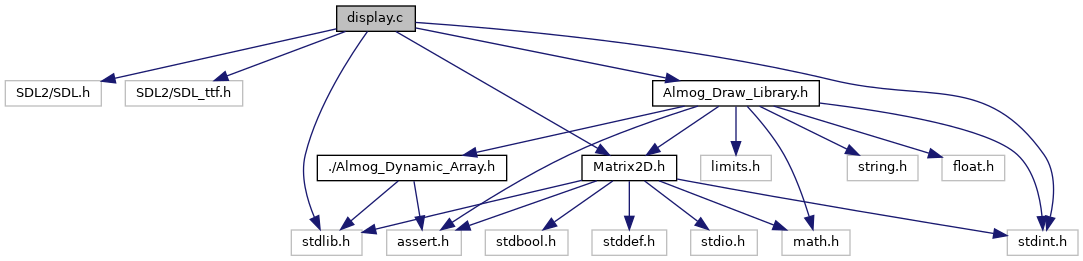 display.c
SDL2/SDL.h
SDL2/SDL_ttf.h
Almog_Draw_Library.h
./Almog_Dynamic_Array.h
Matrix2D.h
limits.h
string.h
float.h
stdlib.h
assert.h
stdbool.h
stddef.h
stdio.h
math.h
stdint.h